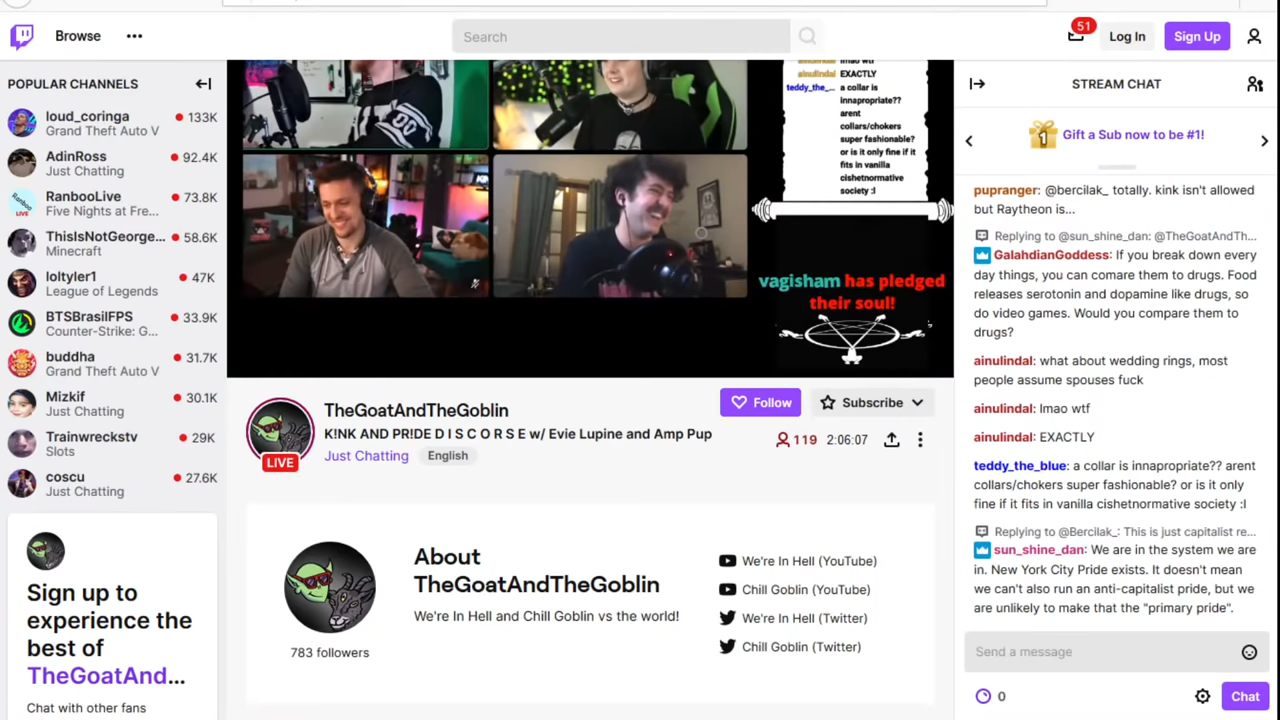 Browse
Search
51
Log In
Sign Up
POPULAR CHANNELS
loud_coringa
133K
Grand Theft Auto V
AdinRoss
92.4K
Just Chatting
RanbooLive
73.8K
Five Nights at Fre...
ThisIsNotGeorge...
58.6K
Minecraft
loltyler1
47K
League of Legends
BTSBrasilFPS
33.9K
Counter-Strike: G...
buddha
31.7K
Grand Theft Auto V
Mizkif
30.1K
Just Chatting
Trainwreckstv
29K
Slots
coscu
27.6K
Just Chatting
Sign up to
experience the
best of
TheGoatAnd...
Chat with other fans
ainulindal EXACTLY
teddy_the_... a collar is
innapropriate??
arent
collars/chokers
super fashionable?
or is it only fine if it
fits in vanilla
cishetnormative
society :I
vagisham has pledged
their soul!
LIVE
TheGoatAndTheGoblin
K!NK AND PR!DE D I S C O R S E w/ Evie Lupine and Amp Pup
Just Chatting
English
Follow
Subscribe
119
2:06:07
783 followers
About
TheGoatAndTheGoblin
We're In Hell and Chill Goblin vs the world!
We're In Hell (YouTube)
Chill Goblin (YouTube)
We're In Hell (Twitter)
Chill Goblin (Twitter)
STREAM CHAT
1
Gift a Sub now to be #1!
pupranger: @bercilak_ totally. kink isn't allowed
but Raytheon is...
Replying to @sun_shine_dan: @TheGoatAndTh...
GalahdianGoddess: If you break down every
day things, you can comare them to drugs. Food
releases serotonin and dopamine like drugs, so
do video games. Would you compare them to
drugs?
ainulindal: what about wedding rings, most
people assume spouses fuck
ainulindal: lmao wtf
ainulindal: EXACTLY
teddy_the_blue: a collar is innapropriate?? arent
collars/chokers super fashionable? or is it only
fine if it fits in vanilla cishetnormative society :I
Replying to @Bercilak_: This is just capitalist re...
sun_shine_dan: We are in the system we are
in. New York City Pride exists. It doesn't mean
we can't also run an anti-capitalist pride, but we
are unlikely to make that the "primary pride".
Send a message
0
Chat